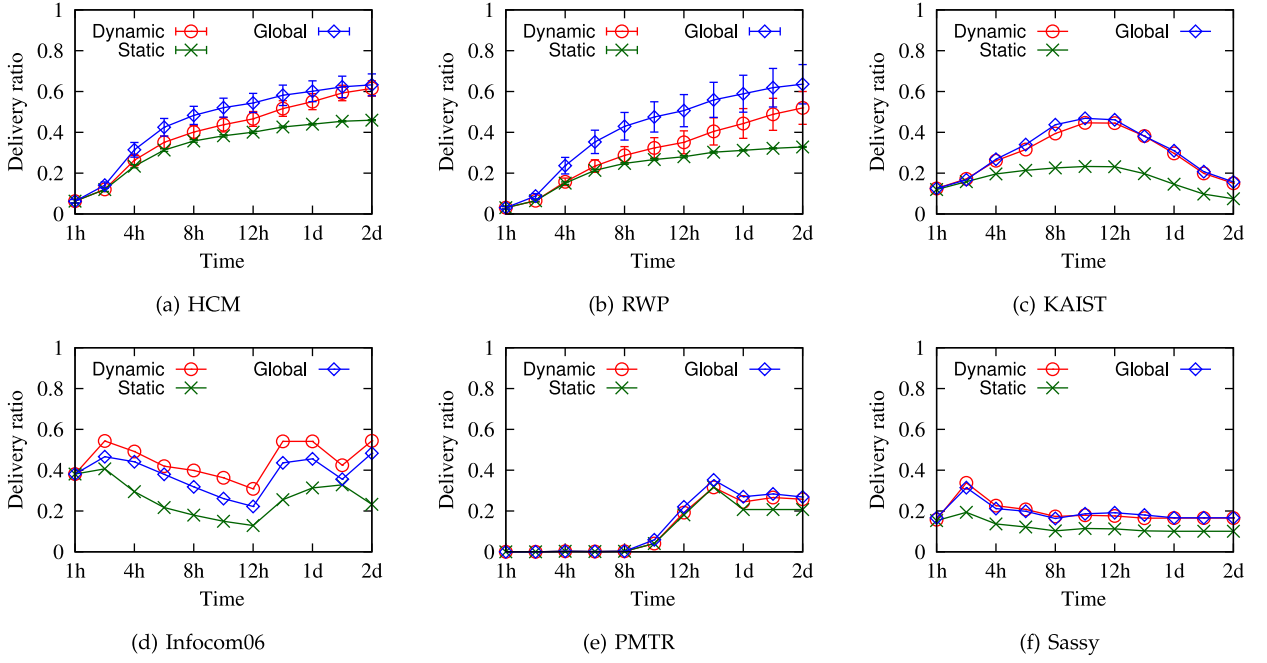 Delivery ratio
1
0.8
0.6
0.4
0.2
0
Dynamic
Static
Global
1h 4h 8h 12h 1d 2d
Time
(a) HCM
Delivery ratio
1
0.8
0.6
0.4
0.2
0
Dynamic
Static
Global
1h 4h 8h 12h 1d 2d
Time
(b) RWP
Delivery ratio
1
0.8
0.6
0.4
0.2
0
Dynamic
Static
Global
1h 4h 8h 12h 1d 2d
Time
(c) KAIST
Delivery ratio
1
0.8
0.6
0.4
0.2
0
Dynamic
Static
Global
1h 4h 8h 12h 1d 2d
Time
(d) Infocom06
Delivery ratio
1
0.8
0.6
0.4
0.2
0
Dynamic
Static
Global
1h 4h 8h 12h 1d 2d
Time
(e) PMTR
Delivery ratio
1
0.8
0.6
0.4
0.2
0
Dynamic
Static
Global
1h 4h 8h 12h 1d 2d
Time
(f) Sassy